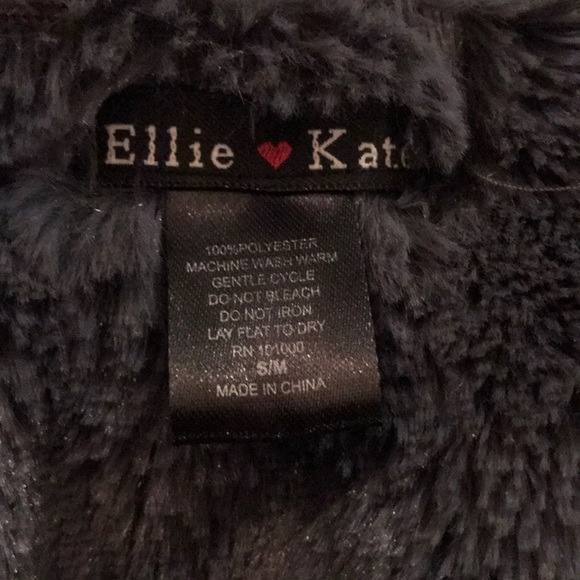 Ellie ♥ Kate
100%POLYESTER
MACHINE WASH WARM
GENTLE CYCLE
DO NOT BLEACH
DO NOT IRON
LAY FLAT TO DRY
RN 101000
S/M
MADE IN CHINA